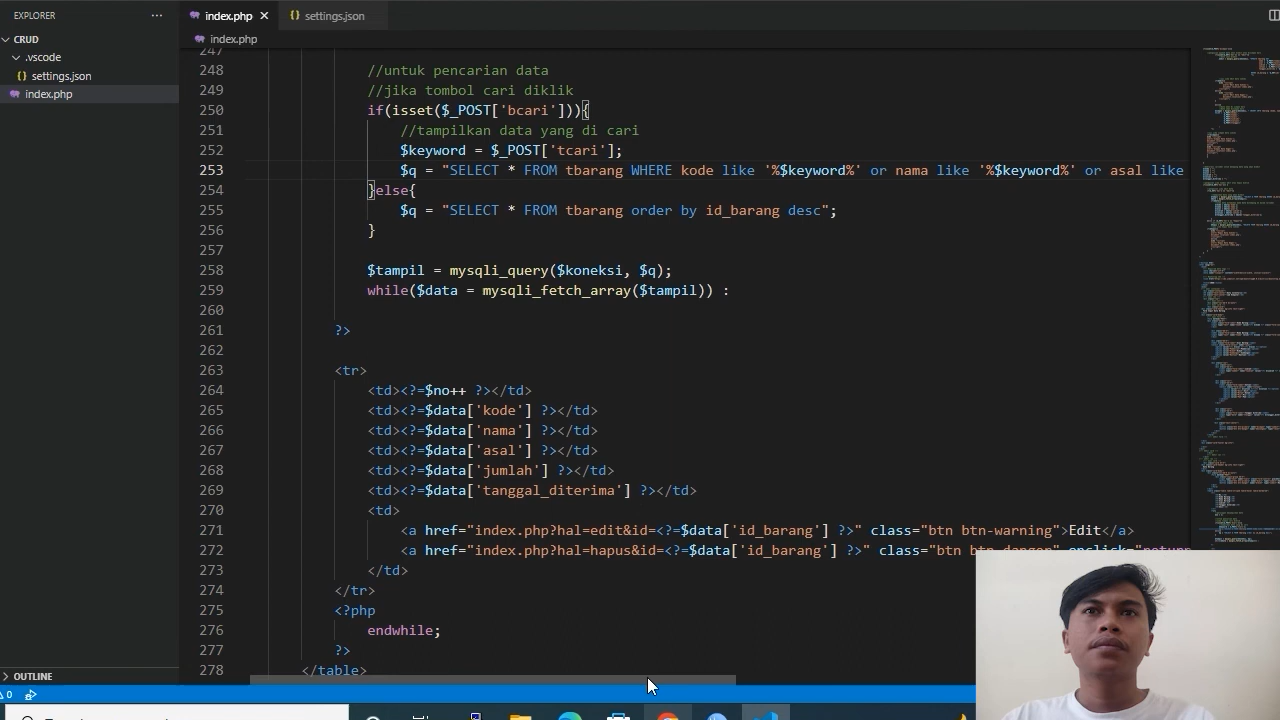 EXPLORER
index.php
settings.json
CRUD
index.php
.vscode
settings.json
index.php
247
248 //untuk pencarian data
249 //jika tombol cari diklik
250 if(isset($_POST['bcari'])){
251 //tampilkan data yang di cari
252 $keyword = $_POST['tcari'];
253 $q = "SELECT * FROM tbarang WHERE kode like '%$keyword%' or nama like '%$keyword%' or asal like
254 }else{
255 $q = "SELECT FROM tbarang order by id_barang desc";
256 }
257
258 $tampil = mysqli_query($koneksi, $q);
259 while($data = mysqli_fetch_array($tampil)) :
260
261 ?>
262
263 <tr>
264 <td><?=$no++ ?></td>
265 <td><?=$data['kode'] ?></td>
266 <td><?=$data['nama'] ?></td>
267 <td><?=$data['asal'] ?></td>
268 <td><?=$data['jumlah'] ?></td>
269 <td><?=$data['tanggal_diterima'] ?></td>
270 <td>
271 <a href="index.php?hal=edit&id=<?=$data['id_barang'] ?>" class="btn btn-warning">Edit</a>
272 <a href="index.php?hal=hapus&id=<?=$data['id_barang'] ?>" class="btn btn-danger" onclick="return
273 </td>
274 </tr>
275 <?php
276 endwhile;
277 ?>
278 </table>
OUTLINE
0